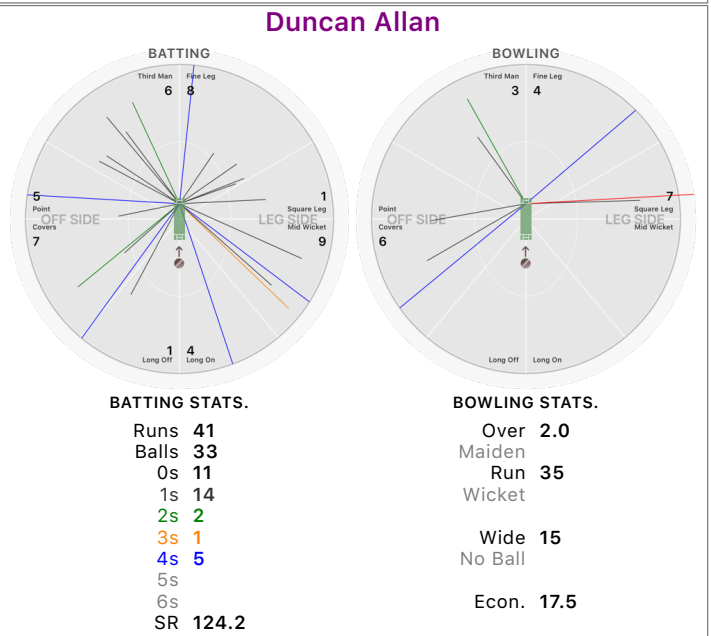 Duncan Allan
BATTING
Third Man Fine Leg
6 8
5 1
Point Square Leg
OFF SIDE LEG SIDE
Covers Mid Wicket
7 9
1 4
Long Off Long On
BATTING STATS.
Runs 41
Balls 33
0s 11
1s 14
2s 2
3s 1
4s 5
5s
6s
SR 124.2
BOWLING
Third Man Fine Leg
3 4
7
Point Square Leg
OFF SIDE LEG SIDE
Covers Mid Wicket
6
Long Off Long On
BOWLING STATS.
Over 2.0
Maiden
Run 35
Wicket
Wide 15
No Ball
Econ. 17.5